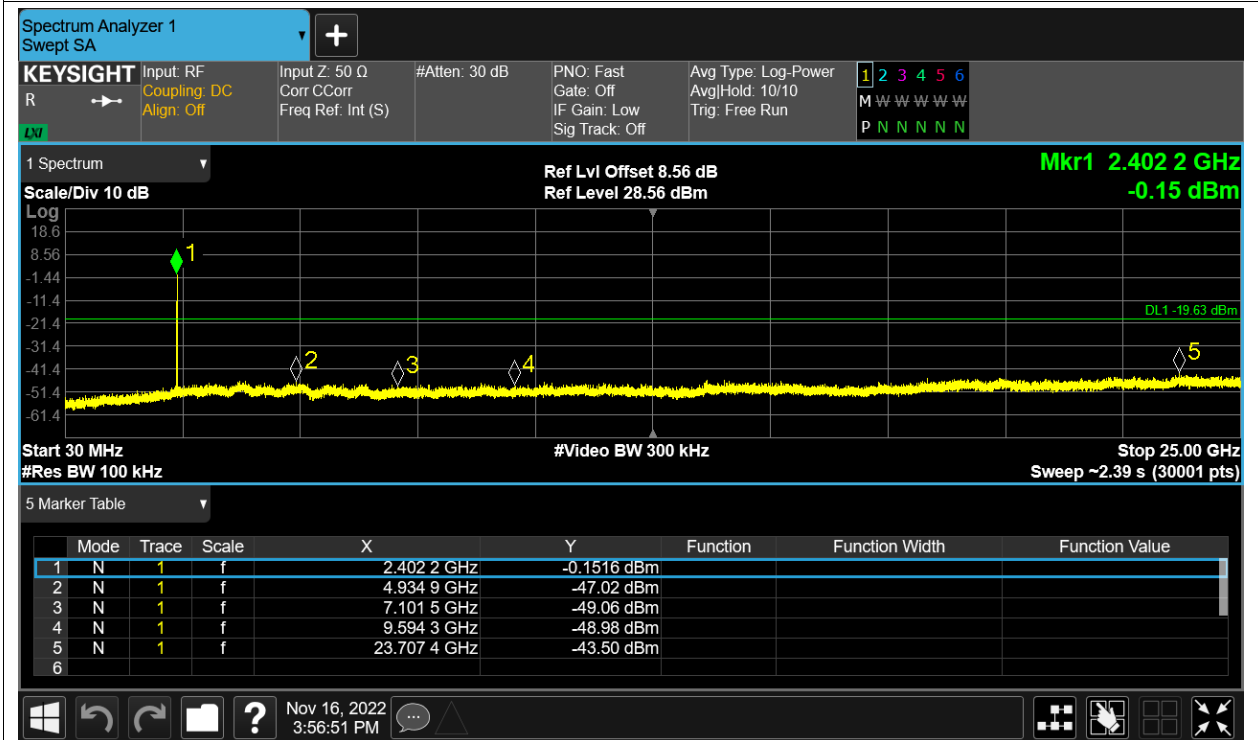 Spectrum Analyzer 1
Swept SA
+
KEYSIGHT Input: RF Input Z: 50 Ω #Atten: 30 dB PNO: Fast Avg Type: Log-Power 1 2 3 4 5 6
R Coupling: DC Corr CCorr Gate: Off Avg|Hold: 10/10 M W W W W W
Align: Off Freq Ref: Int (S) IF Gain: Low Trig: Free Run
LXI Sig Track: Off P N N N N N
1 Spectrum Ref Lvl Offset 8.56 dB Mkr1 2.402 2 GHz
Scale/Div 10 dB Ref Level 28.56 dBm -0.15 dBm
Log
18.6
8.56 1
-1.44
-11.4 DL1 -19.63 dBm
-21.4
-31.4 2 3 4 5
-41.4
-51.4
-61.4
Start 30 MHz #Video BW 300 kHz Stop 25.00 GHz
#Res BW 100 kHz Sweep ~2.39 s (30001 pts)
5 Marker Table
Mode Trace Scale X Y Function Function Width Function Value
1 N 1 f 2.402 2 GHz -0.1516 dBm
2 N 1 f 4.934 9 GHz -47.02 dBm
3 N 1 f 7.101 5 GHz -49.06 dBm
4 N 1 f 9.594 3 GHz -48.98 dBm
5 N 1 f 23.707 4 GHz -43.50 dBm
6
? Nov 16, 2022
3:56:51 PM